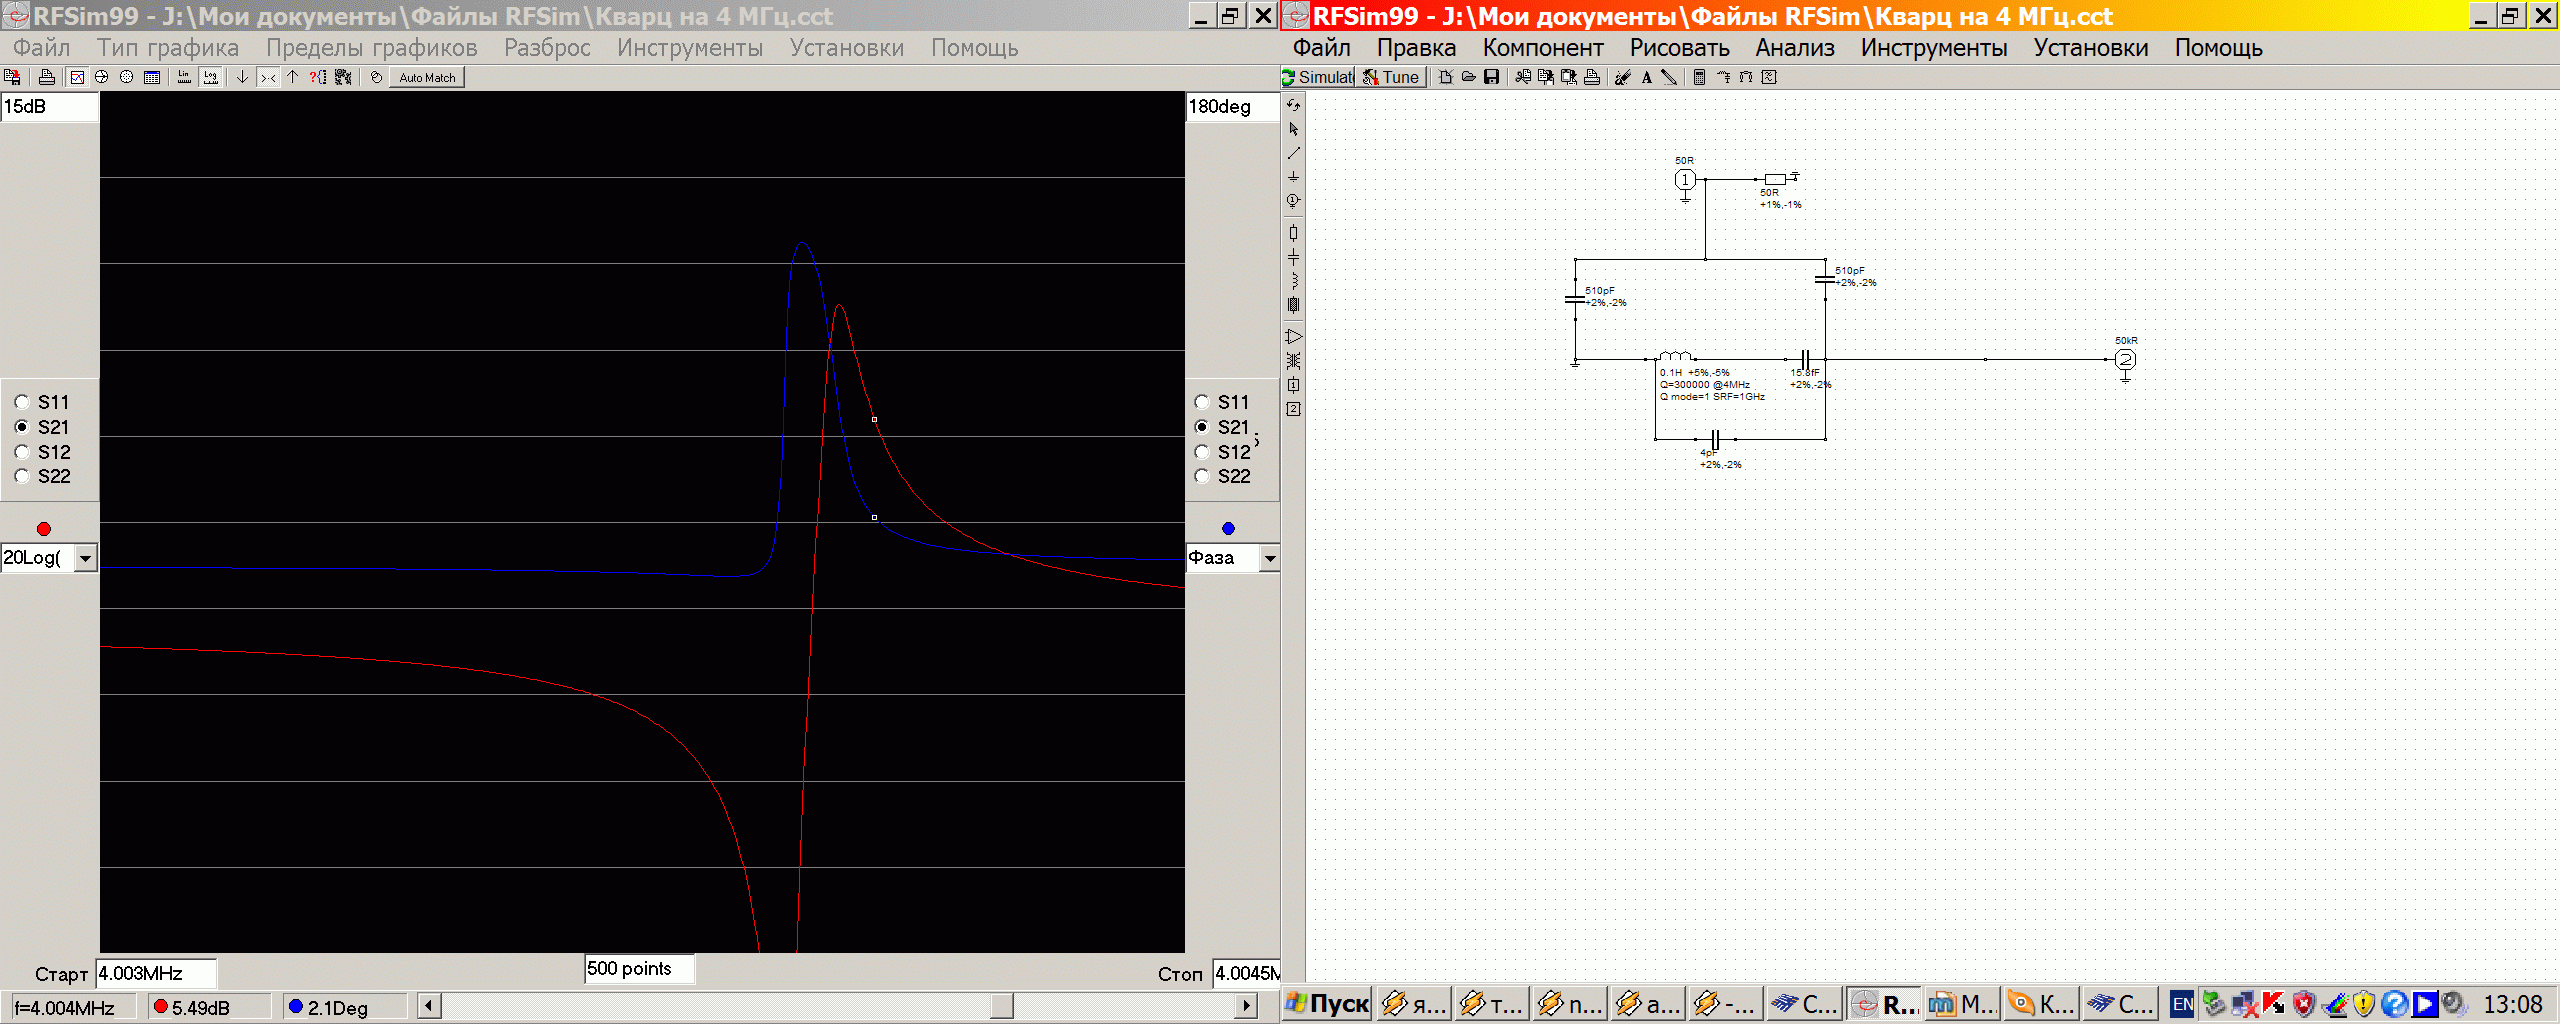 RFSim99 - J:\Мои документы\Файлы RFSim\Кварц на 4 МГц.cct
Файл Тип графика Пределы графиков Разброс Инструменты Установки Помощь
Lin Log Auto Match
15dB
180deg
S11
S21
S12
S22
S11
S21
S12
S22
20Log(
Фаза
Старт 4.003MHz
500 points
Стоп 4.0045M
f=4.004MHz 5.49dB 2.1Deg
RFSim99 - J:\Мои документы\Файлы RFSim\Кварц на 4 МГц.cct
Файл Правка Компонент Рисовать Анализ Инструменты Установки Помощь
Simulat Tune A
50R
1
50R
+1%,-1%
510pF
+2%,-2%
510pF
+2%,-2%
50kR
2
0.1H +5%,-5%
Q=300000 @4MHz
Q mode=1 SRF=1GHz
15.8fF
+2%,-2%
4pF
+2%,-2%
Пуск я... т... n... а... -... С... R... М... К... С... EN 13:08